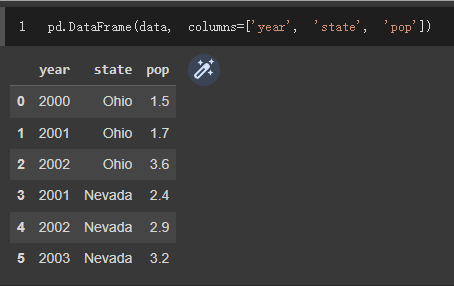 1 pd.DataFrame(data, columns=['year', 'state', 'pop'])
year state pop
0 2000 Ohio 1.5
1 2001 Ohio 1.7
2 2002 Ohio 3.6
3 2001 Nevada 2.4
4 2002 Nevada 2.9
5 2003 Nevada 3.2